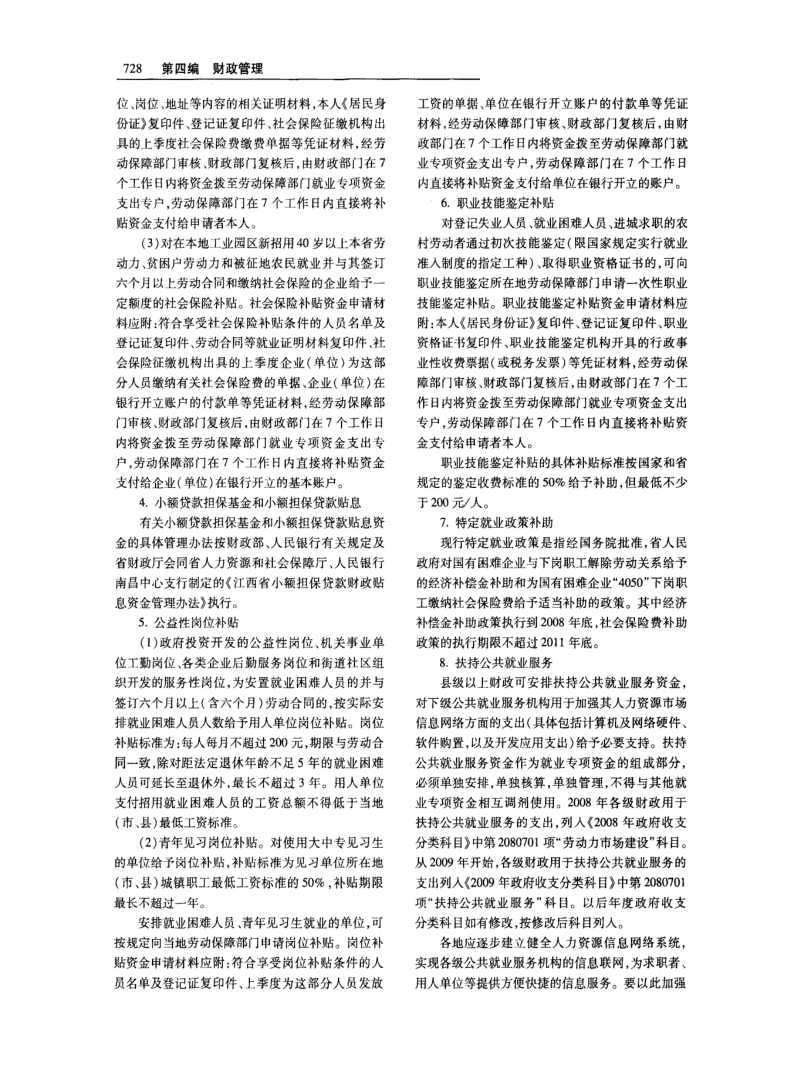 728 第四编 财政管理
位、岗位、地址等内容的相关证明材料,本人《居民身
份证》复印件、登记证复印件、社会保险征缴机构出
具的上季度社会保险费缴费单据等凭证材料,经劳
动保障部门审核、财政部门复核后,由财政部门在 7
个工作日内将资金拨至劳动保障部门就业专项资金
支出专户,劳动保障部门在 7 个工作日内直接将补
贴资金支付给申请者本人。
(3)对在本地工业园区新招用 40 岁以上本省劳
动力、贫困户劳动力和被征地农民就业并与其签订
六个月以上劳动合同和缴纳社会保险的企业给予一
定额度的社会保险补贴。社会保险补贴资金申请材
料应附:符合享受社会保险补贴条件的人员名单及
登记证复印件、劳动合同等就业证明材料复印件、社
会保险征缴机构出具的上季度企业(单位)为这部
分人员缴纳有关社会保险费的单据、企业(单位)在
银行开立账户的付款单等凭证材料,经劳动保障部
门审核、财政部门复核后,由财政部门在 7 个工作日
内将资金拨至劳动保障部门就业专项资金支出专
户,劳动保障部门在 7 个工作日内直接将补贴资金
支付给企业(单位)在银行开立的基本账户。
4. 小额贷款担保基金和小额担保贷款贴息
有关小额贷款担保基金和小额担保贷款贴息资
金的具体管理办法按财政部、人民银行有关规定及
省财政厅会同省人力资源和社会保障厅、人民银行
南昌中心支行制定的《江西省小额担保贷款财政贴
息资金管理办法》执行。
5. 公益性岗位补贴
(1)政府投资开发的公益性岗位、机关事业单
位工勤岗位、各类企业后勤服务岗位和街道社区组
织开发的服务性岗位,为安置就业困难人员的并与
签订六个月以上(含六个月)劳动合同的,按实际安
排就业困难人员人数给予用人单位岗位补贴。岗位
补贴标准为:每人每月不超过 200 元,期限与劳动合
同一致,除对距法定退休年龄不足 5 年的就业困难
人员可延长至退休外,最长不超过 3 年。用人单位
支付招用就业困难人员的工资总额不得低于当地
(市、县)最低工资标准。
(2)青年见习岗位补贴。对使用大中专见习生
的单位给予岗位补贴,补贴标准为见习单位所在地
(市、县)城镇职工最低工资标准的 50%,补贴期限
最长不超过一年。
安排就业困难人员、青年见习生就业的单位,可
按规定向当地劳动保障部门申请岗位补贴。岗位补
贴资金申请材料应附:符合享受岗位补贴条件的人
员名单及登记证复印件、上季度为这部分人员发放
工资的单据、单位在银行开立账户的付款单等凭证
材料,经劳动保障部门审核、财政部门复核后,由财
政部门在 7 个工作日内将资金拨至劳动保障部门就
业专项资金支出专户,劳动保障部门在 7 个工作日
内直接将补贴资金支付给单位在银行开立的账户。
6. 职业技能鉴定补贴
对登记失业人员、就业困难人员、进城求职的农
村劳动者通过初次技能鉴定(限国家规定实行就业
准入制度的指定工种)、取得职业资格证书的,可向
职业技能鉴定所在地劳动保障部门申请一次性职业
技能鉴定补贴。职业技能鉴定补贴资金申请材料应
附:本人《居民身份证》复印件、登记证复印件、职业
资格证书复印件、职业技能鉴定机构开具的行政事
业性收费票据(或税务发票)等凭证材料,经劳动保
障部门审核、财政部门复核后,由财政部门在 7 个工
作日内将资金拨至劳动保障部门就业专项资金支出
专户,劳动保障部门在 7 个工作日内直接将补贴资
金支付给申请者本人。
职业技能鉴定补贴的具体补贴标准按国家和省
规定的鉴定收费标准的 50% 给予补助,但最低不少
于 200 元/人。
7. 特定就业政策补助
现行特定就业政策是指经国务院批准,省人民
政府对国有困难企业与下岗职工解除劳动关系给予
的经济补偿金补助和为国有困难企业“4050”下岗职
工缴纳社会保险费给予适当补助的政策。其中经济
补偿金补助政策执行到 2008 年底,社会保险费补助
政策的执行期限不超过 2011 年底。
8. 扶持公共就业服务
县级以上财政可安排扶持公共就业服务资金,
对下级公共就业服务机构用于加强其人力资源市场
信息网络方面的支出(具体包括计算机及网络硬件、
软件购置,以及开发应用支出)给予必要支持。扶持
公共就业服务资金作为就业专项资金的组成部分,
必须单独安排,单独核算,单独管理,不得与其他就
业专项资金相互调剂使用。2008 年各级财政用于
扶持公共就业服务的支出,列入《2008 年政府收支
分类科目》中第 2080701 项“劳动力市场建设”科目。
从 2009 年开始,各级财政用于扶持公共就业服务的
支出列入《2009 年政府收支分类科目》中第 2080701
项“扶持公共就业服务”科目。以后年度政府收支
分类科目如有修改,按修改后科目列入。
各地应逐步建立健全人力资源信息网络系统,
实现各级公共就业服务机构的信息联网,为求职者、
用人单位等提供方便快捷的信息服务。要以此加强